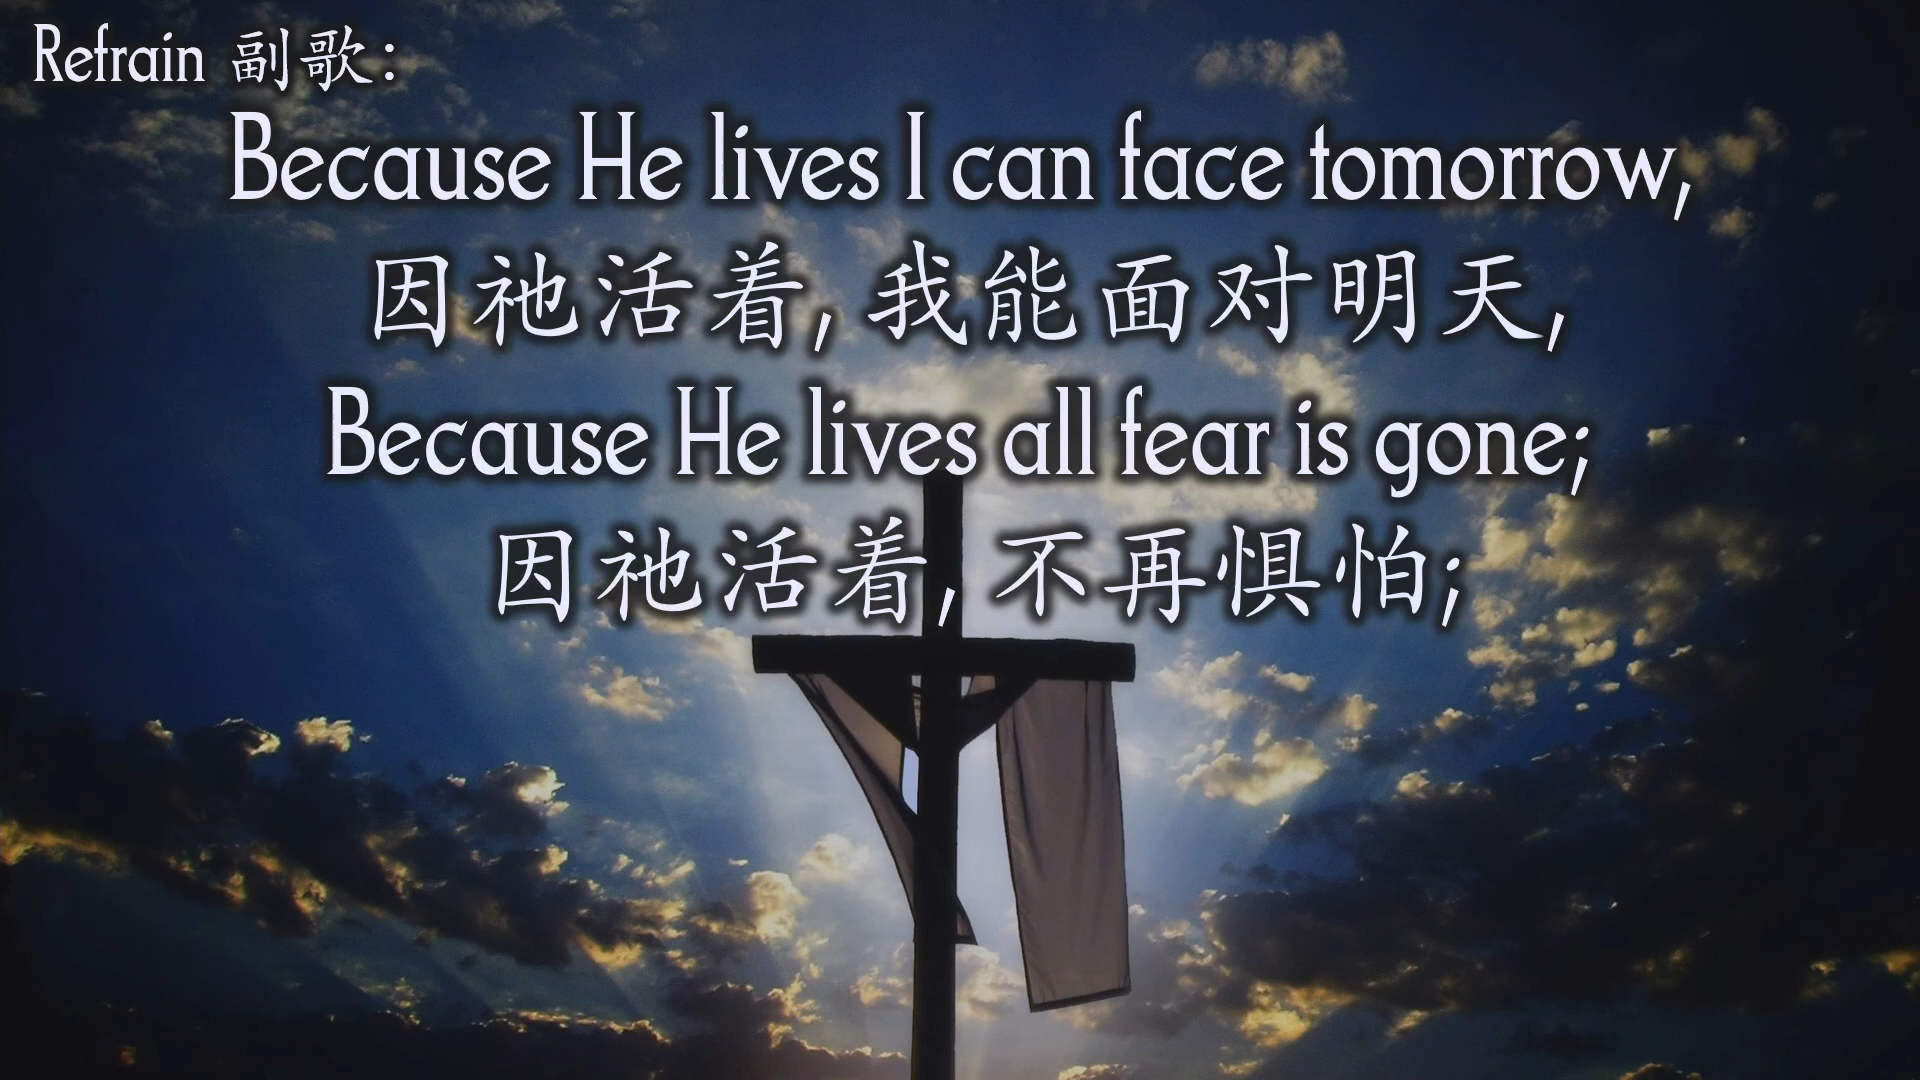 Refrain 副歌:
Because He lives I can face tomorrow,
因祂活着, 我能面对明天,
Because He lives all fear is gone;
因祂活着, 不再惧怕;